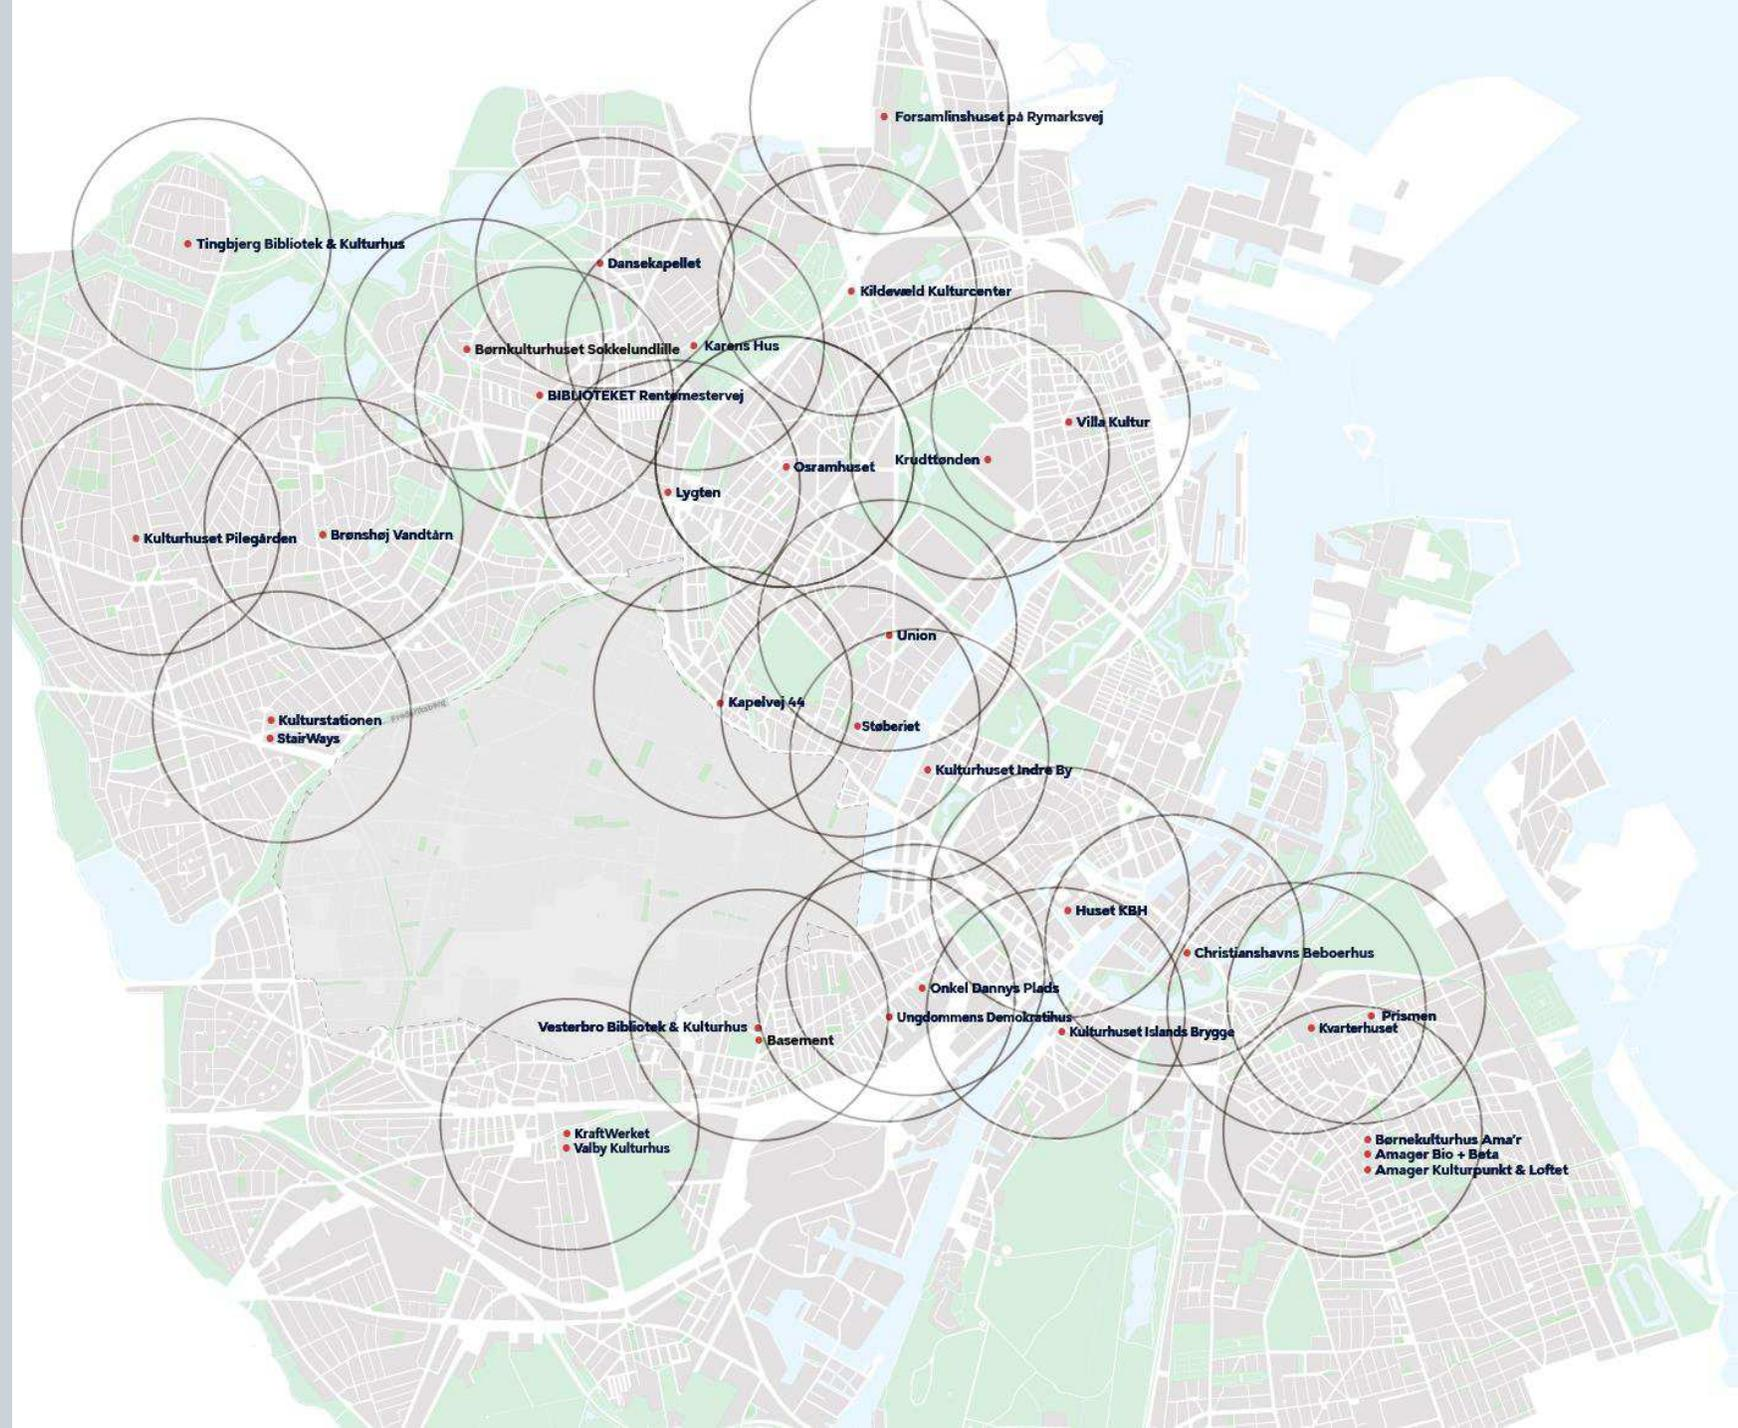 Forsamlinshuset på Rymarksvej
Tingbjerg Bibliotek & Kulturhus
Dansekapellet
Kildevæld Kulturcenter
Børnkulturhuset Sokkelundlille
Karens Hus
BIBLIOTEKET Rentemestervej
Villa Kultur
Krudttønden
Osramhuset
Lygten
Kulturhuset Pilegården
Brønshøj Vandtårn
Union
Kapelvej 44
Frederiksberg
Kulturstationen
StairWays
Støberiet
Kulturhuset Indre By
Huset KBH
Christianshavns Beboerhus
Onkel Dannys Plads
Ungdommens Demokratihus
Prismen
Kvarterhuset
Vesterbro Bibliotek & Kulturhus
Kulturhuset Islands Brygge
Basement
KraftWerket
Valby Kulturhus
Børnekulturhus Ama'r
Amager Bio + Beta
Amager Kulturpunkt & Loftet